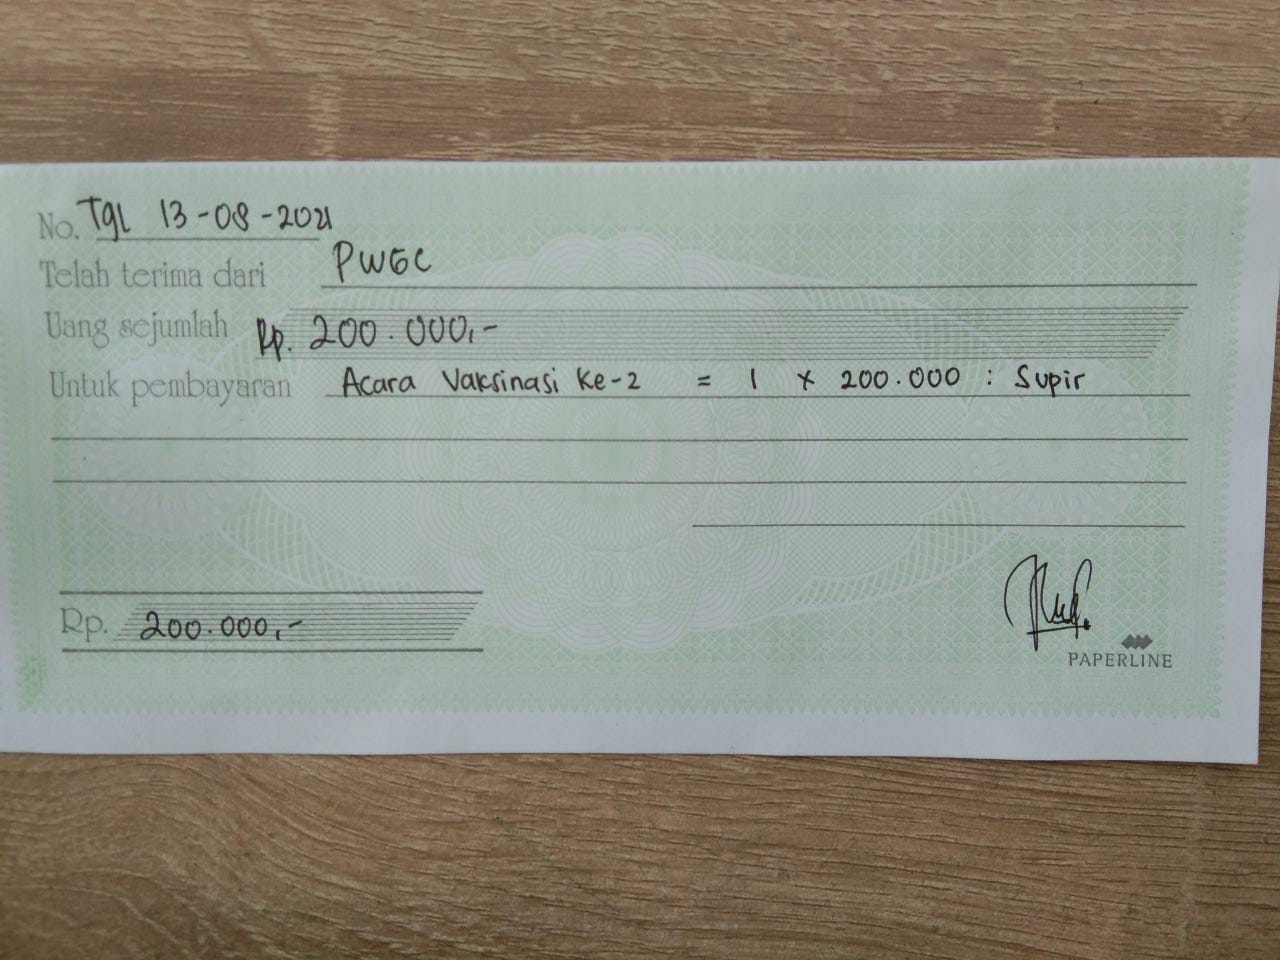 No. Tgl 13-08-2021
Telah terima dari PWGC
Uang sejumlah Rp. 200.000,-
Untuk pembayaran Acara Vaksinasi Ke-2 = 1 x 200.000 : Supir
Rp. 200.000,-
PAPERLINE